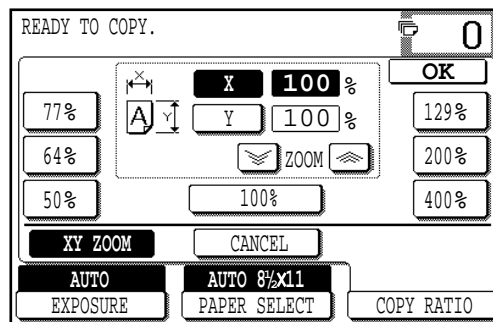 READY TO COPY.
0
OK
X
X 100 %
A Y
Y 100 %
77%
129%
64%
ZOOM
200%
50%
100%
400%
XY ZOOM
CANCEL
AUTO
AUTO 8½x11
EXPOSURE
PAPER SELECT
COPY RATIO